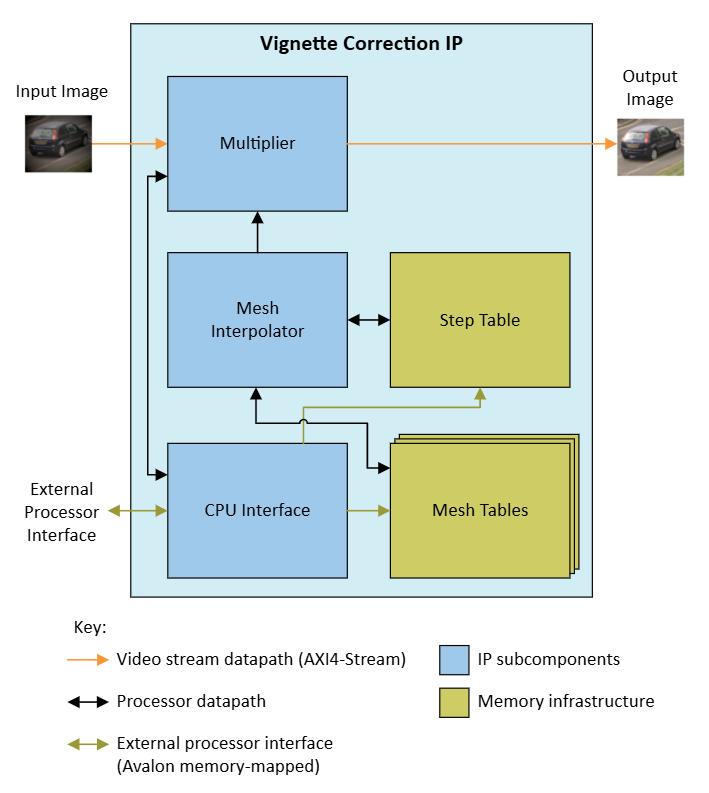 Vignette Correction IP
Input Image
Output
Image
Multiplier
Mesh
Interpolator
Step Table
External
Processor
Interface
CPU Interface
Mesh Tables
Key:
Video stream datapath (AXI4-Stream)
IP subcomponents
Processor datapath
Memory infrastructure
External processor interface
(Avalon memory-mapped)